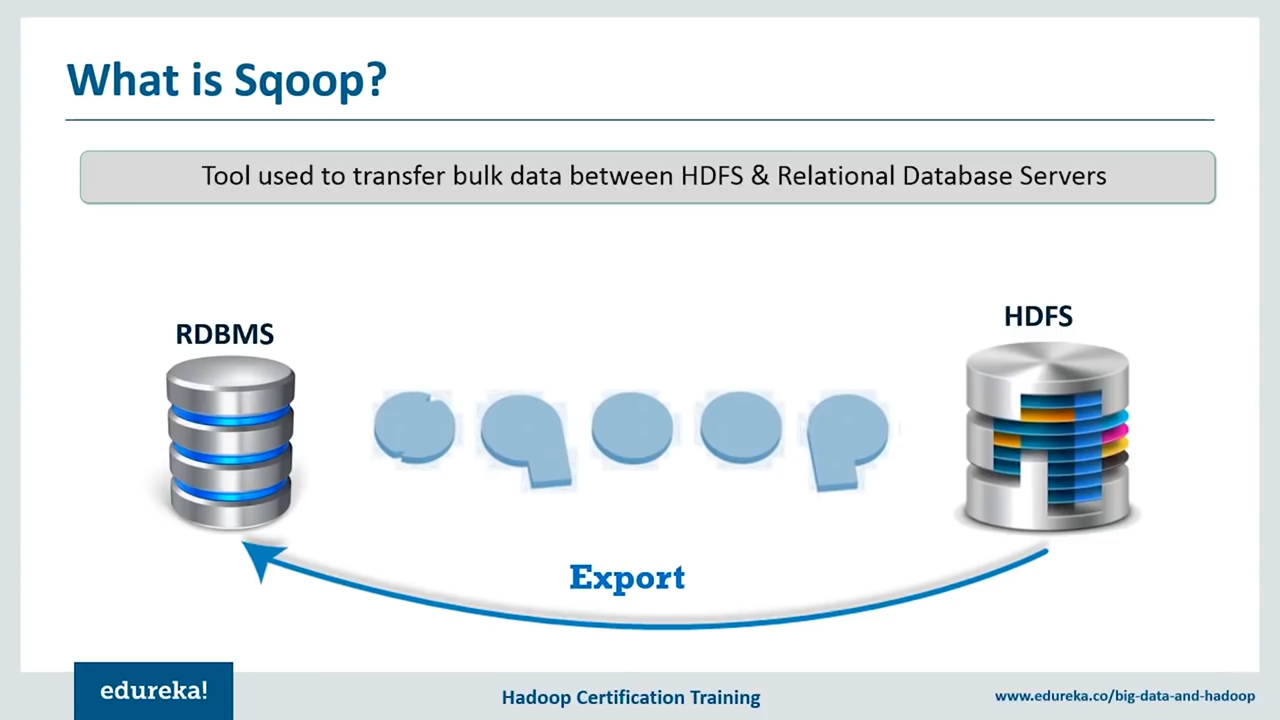 What is Sqoop?
Tool used to transfer bulk data between HDFS & Relational Database Servers
RDBMS
HDFS
sqoop
Export
edureka!
Hadoop Certification Training
www.edureka.co/big-data-and-hadoop